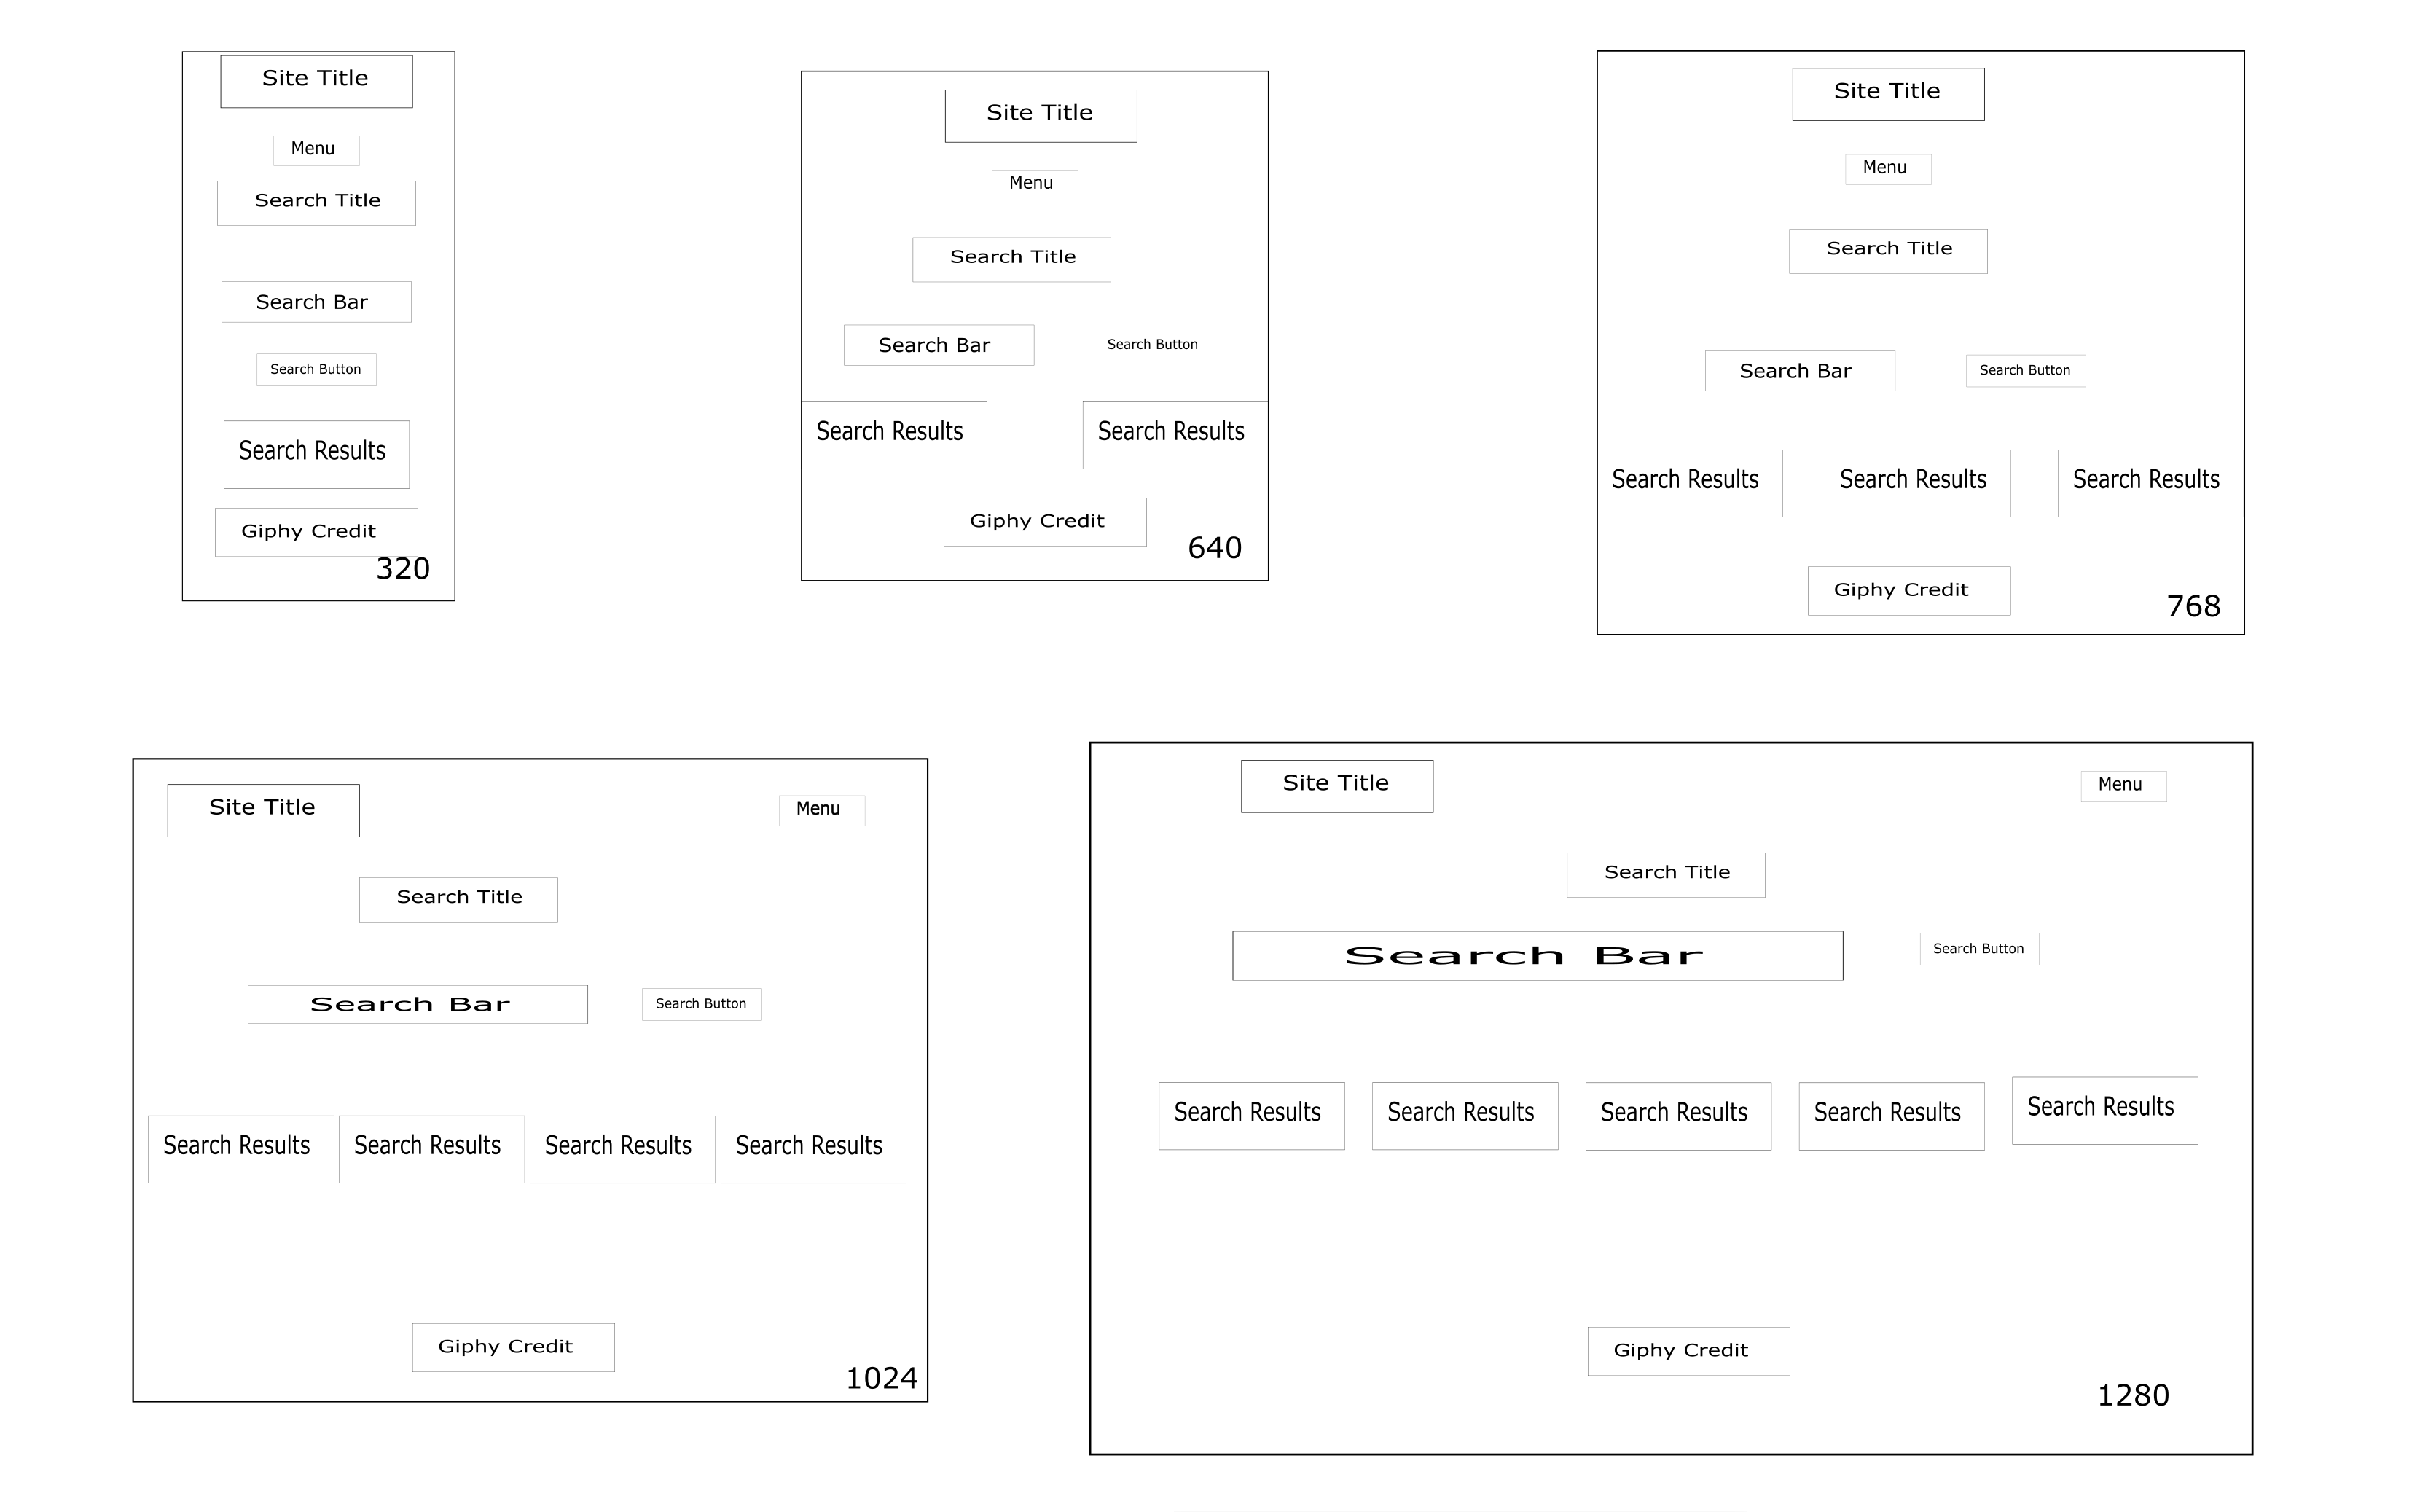 Site Title
Menu
Search Title
Search Bar
Search Button
Search Results
Giphy Credit
320
Site Title
Menu
Search Title
Search Bar Search Button
Search Results Search Results
Giphy Credit
640
Site Title
Menu
Search Title
Search Bar Search Button
Search Results Search Results Search Results
Giphy Credit
768
Site Title Menu
Search Title
Search Bar Search Button
Search Results Search Results Search Results Search Results
Giphy Credit
1024
Site Title Menu
Search Title
Search Bar Search Button
Search Results Search Results Search Results Search Results Search Results
Giphy Credit
1280